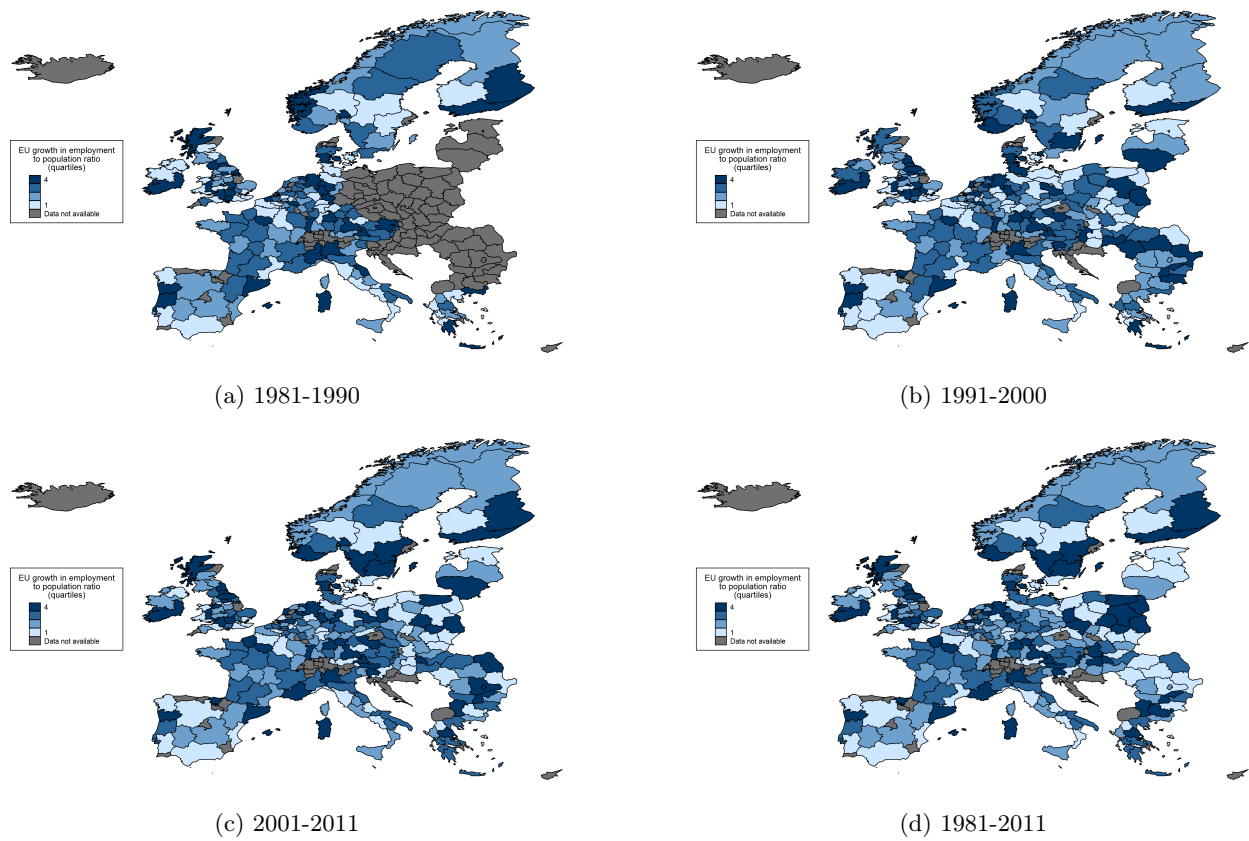 EU growth in employment
to population ratio
(quartiles)
4
1
Data not available
(a) 1981-1990
EU growth in employment
to population ratio
(quartiles)
4
1
Data not available
(b) 1991-2000
EU growth in employment
to population ratio
(quartiles)
4
1
Data not available
(c) 2001-2011
EU growth in employment
to population ratio
(quartiles)
4
1
Data not available
(d) 1981-2011